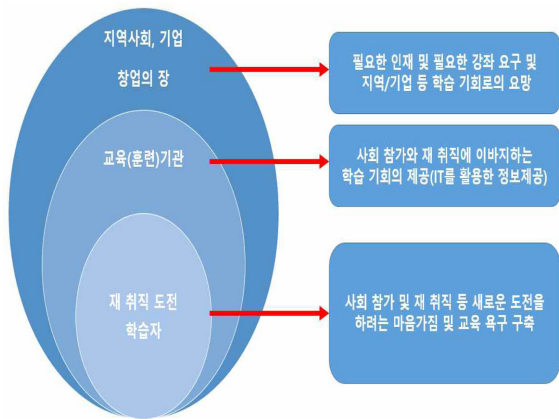 지역사회, 기업
창업의 장
필요한 인재 및 필요한 강좌 요구 및
지역/기업 등 학습 기회로의 요망
교육(훈련)기관
사회 참가와 재 취직에 이바지하는
학습 기회의 제공(IT를 활용한 정보제공)
재 취직 도전
학습자
사회 참가 및 재 취직 등 새로운 도전을
하려는 마음가짐 및 교육 욕구 구축